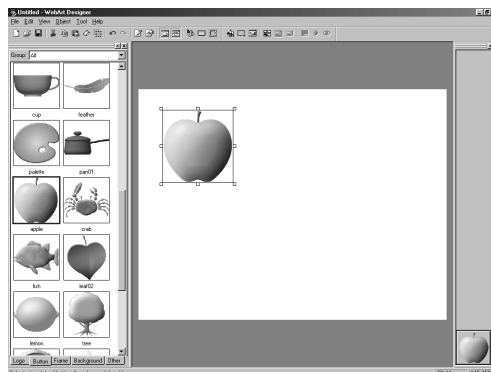 Untitled - WebArt Designer
File Edit View Object Tool Help
Group: All
cup feather
palette pan01
apple crab
fish leaf02
lemon tree
Logo Button Frame Background Other